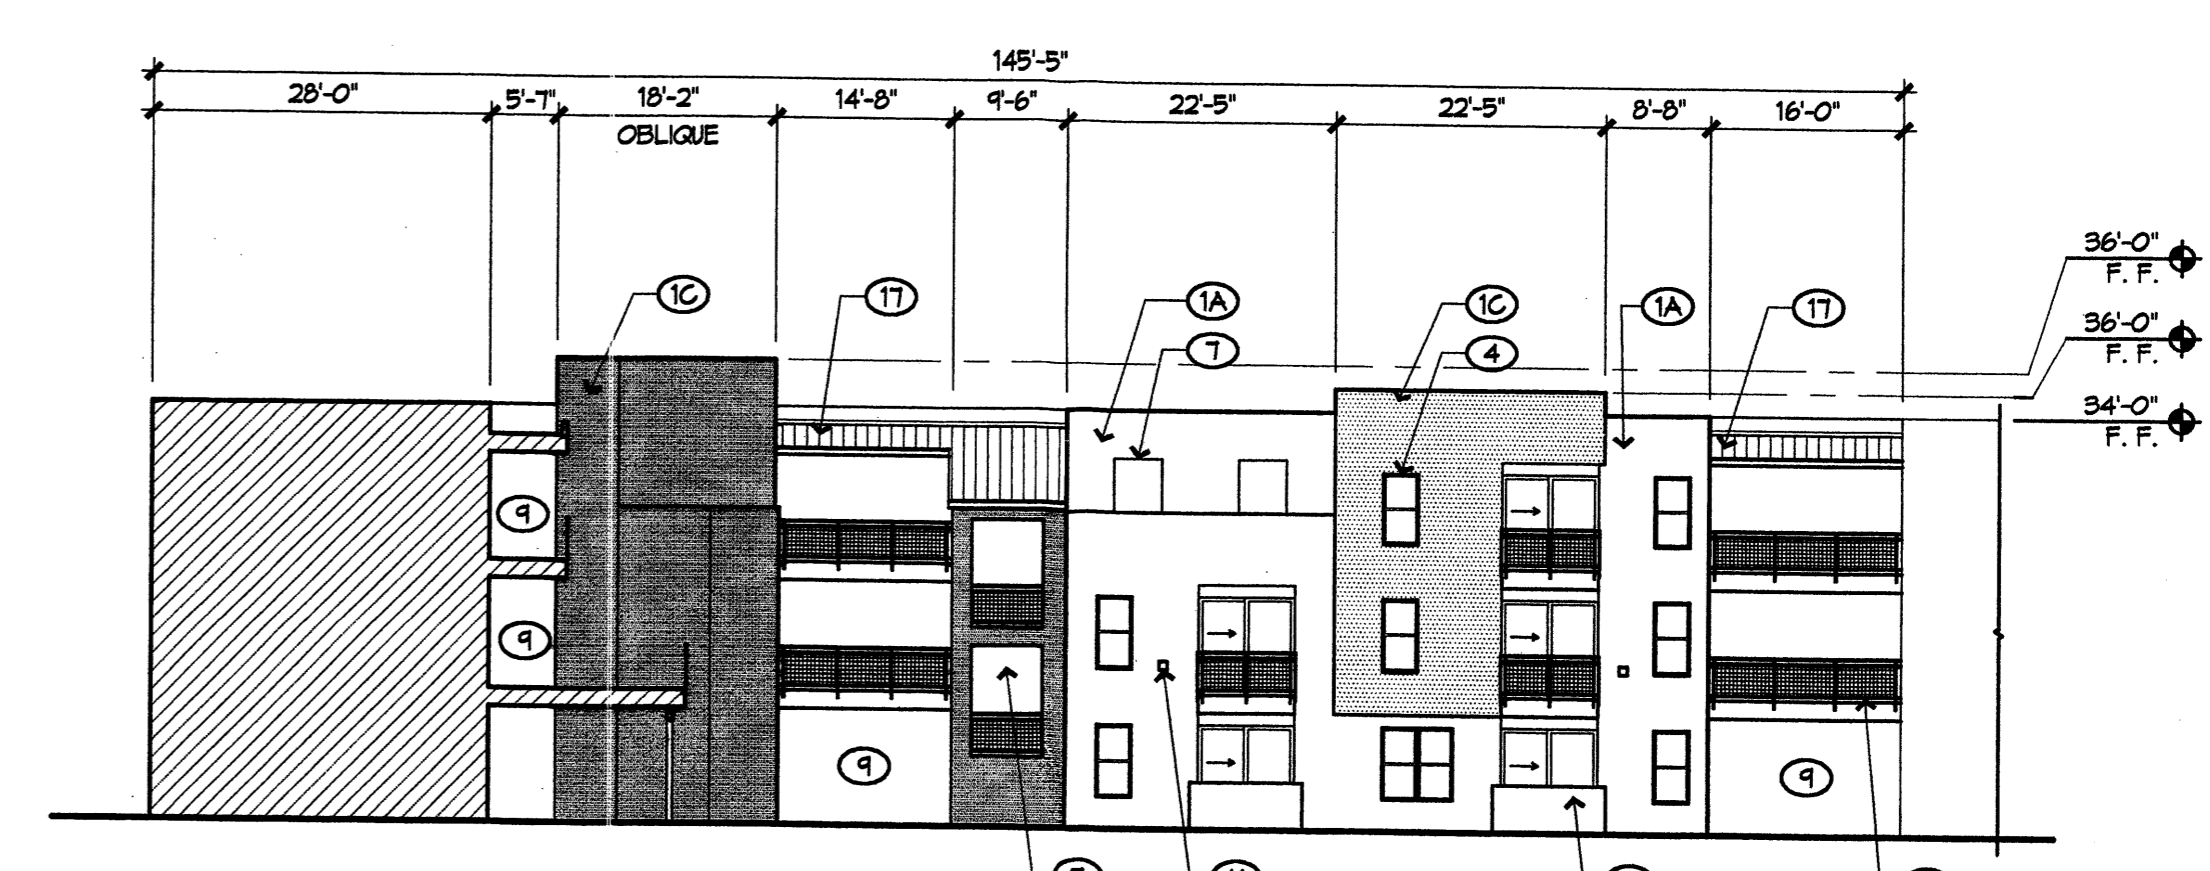 145'-5"
28'-0" 5'-7" 18'-2" 14'-8" 9'-6" 22'-5" 22'-5" 8'-8" 16'-0"
OBLIQUE
36'-0"
F. F.
1C 17 1A 1C 1A 17
36'-0"
F. F.
7 4
34'-0"
F. F.
9
9
9 9